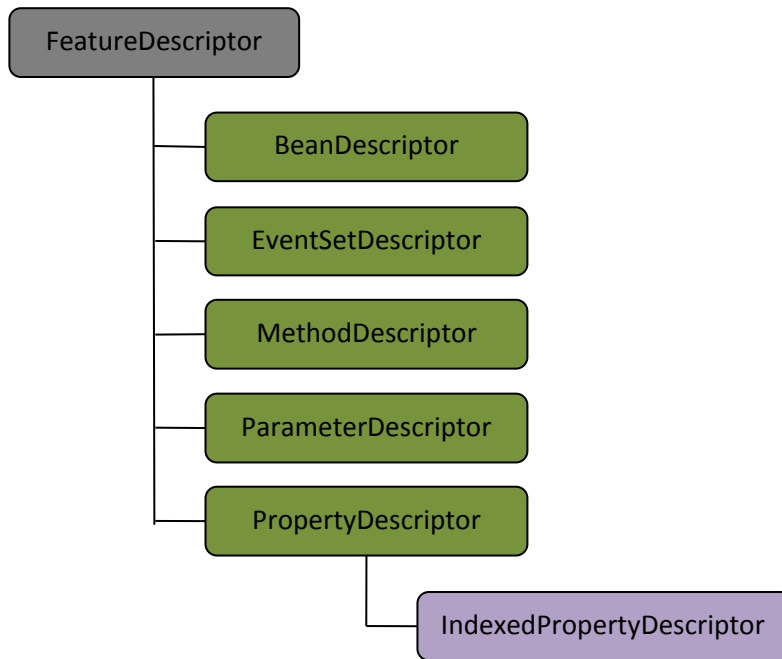 FeatureDescriptor
BeanDescriptor
EventSetDescriptor
MethodDescriptor
ParameterDescriptor
PropertyDescriptor
IndexedPropertyDescriptor